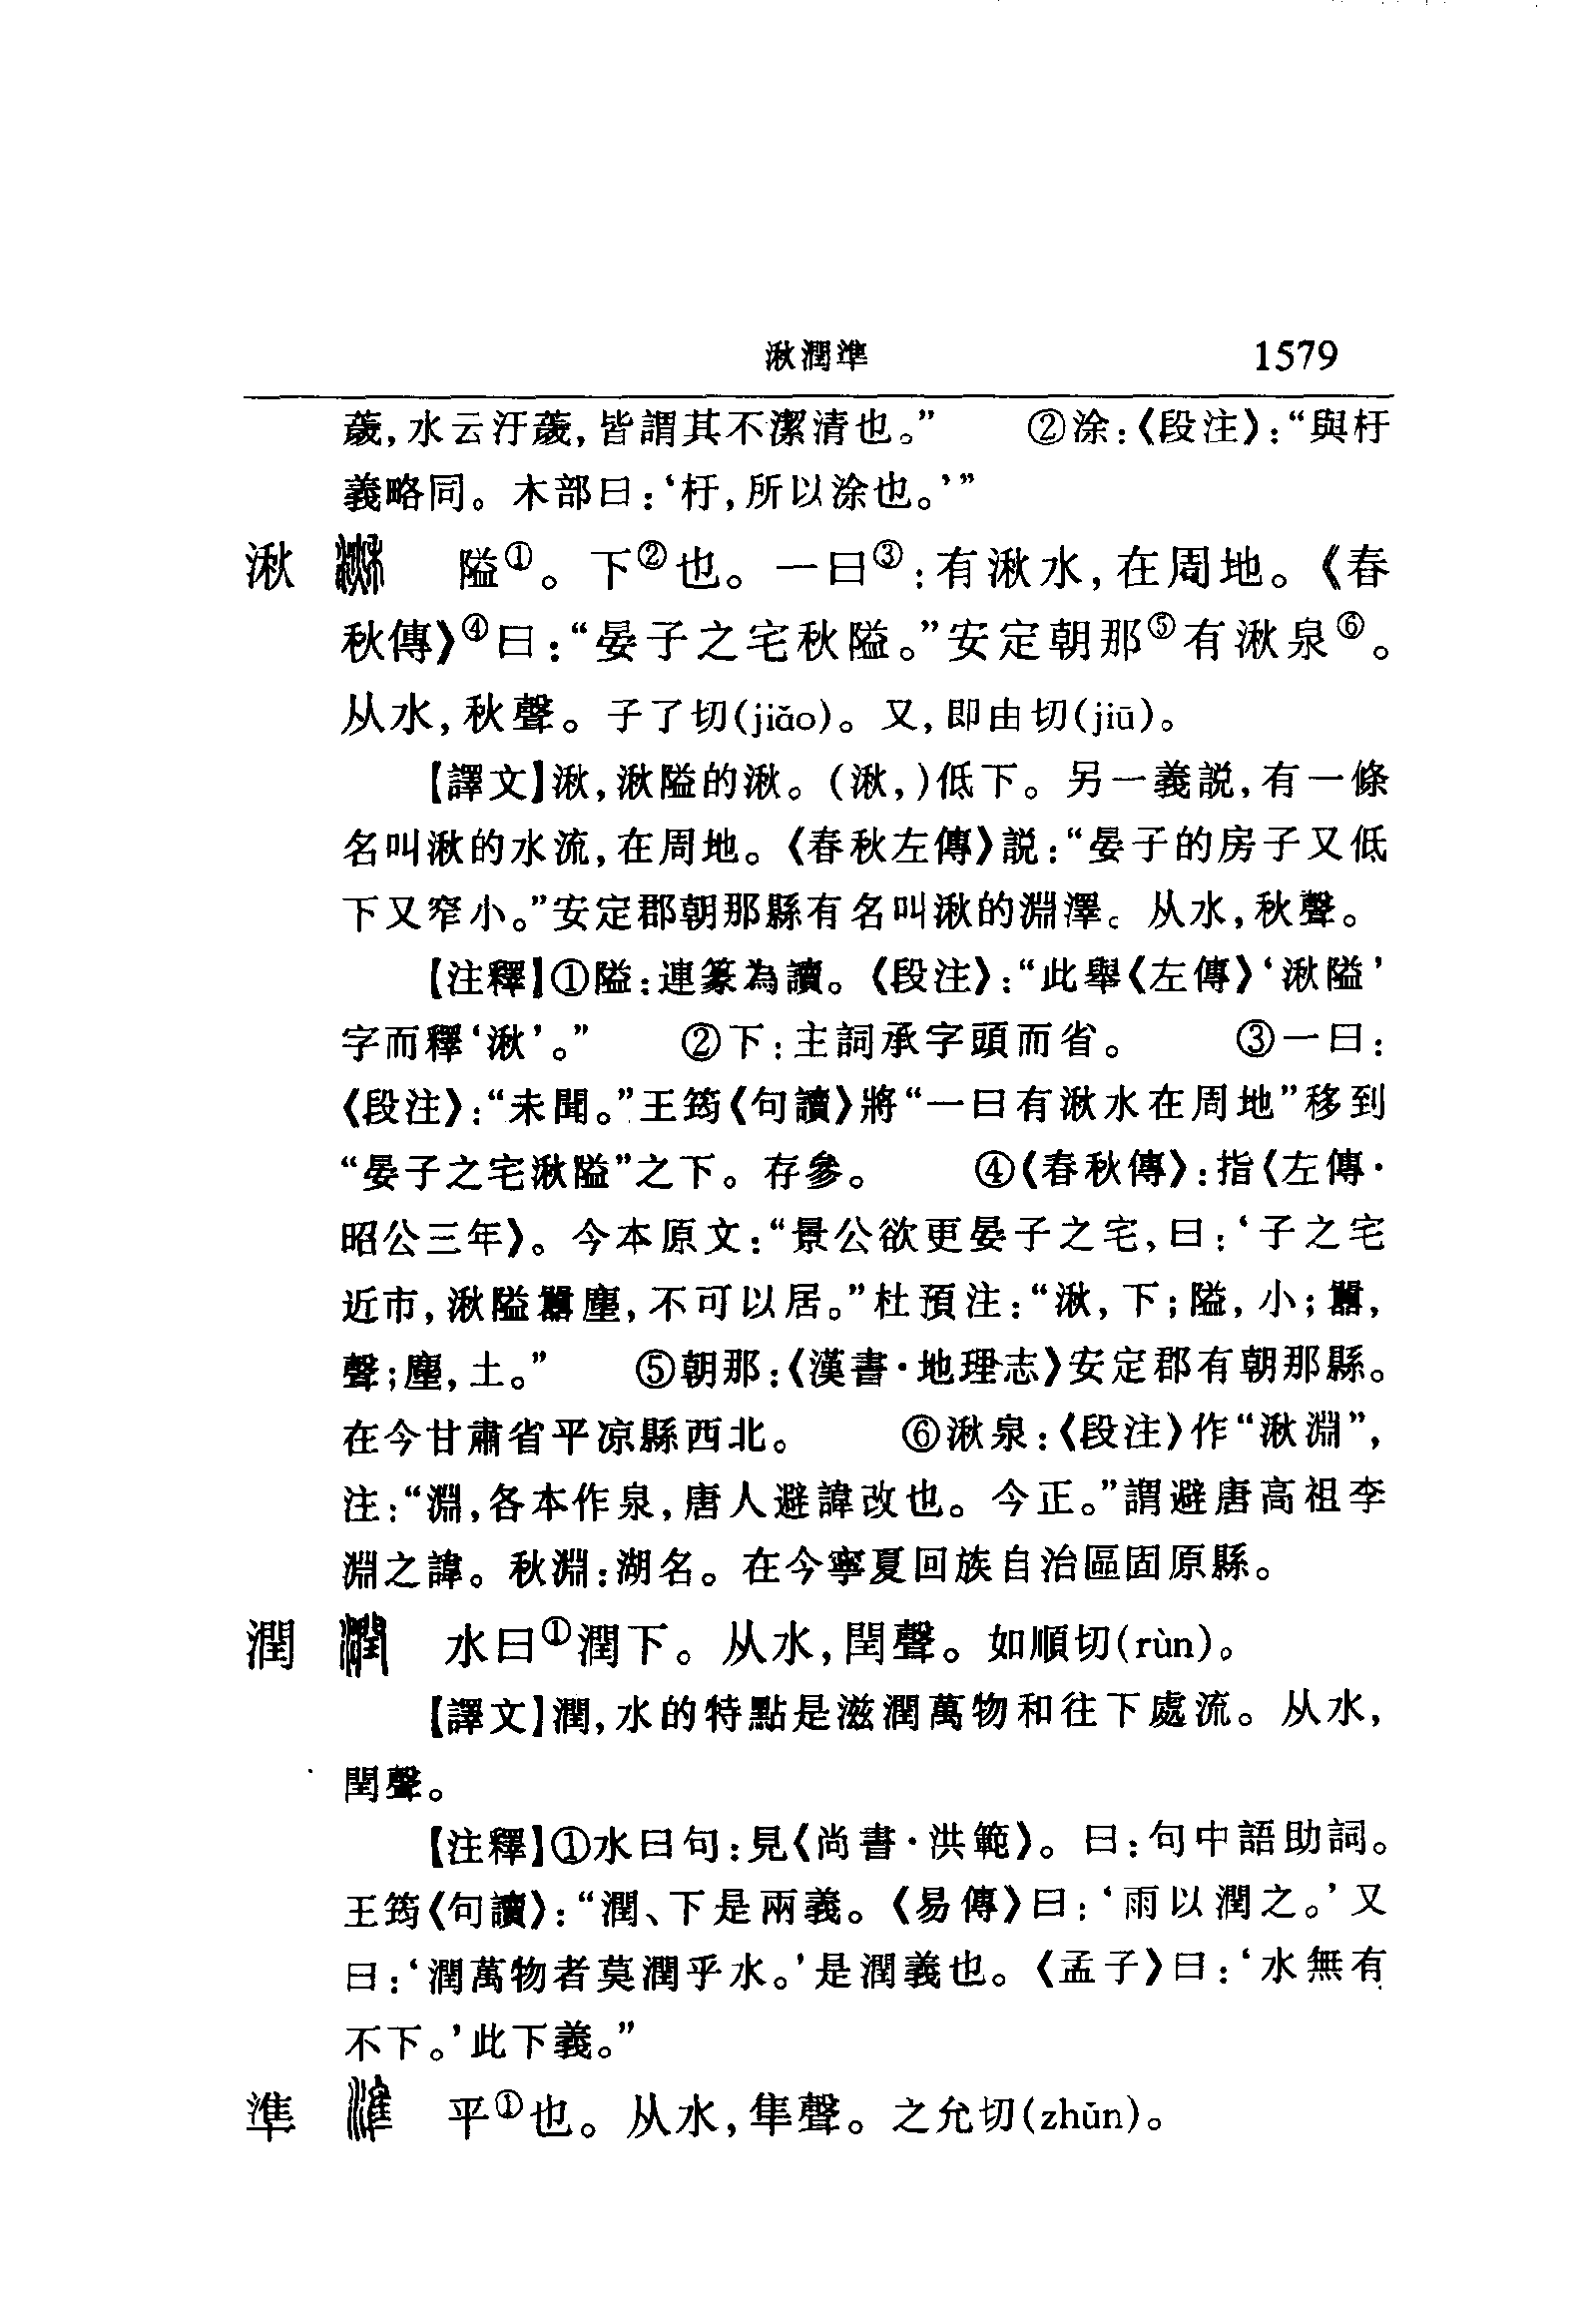 湫潤準 1579
薉,水云汙薉,皆謂其不潔清也。” ②涂:《段注》:“與杇
義略同。木部曰:‘杇,所以涂也。’”
湫 隘①。下②也。一曰③:有湫水,在周地。《春
秋傳》④曰:“晏子之宅秋隘。”安定朝那⑤有湫泉⑥。
从水,秋聲。子了切(jiǎo)。又,即由切(jiū)。
【譯文】湫,湫隘的湫。(湫,)低下。另一義説,有一條
名叫湫的水流,在周地。《春秋左傳》説:“晏子的房子又低
下又窄小。”安定郡朝那縣有名叫湫的淵澤。从水,秋聲。
【注釋】①隘:連篆為讀。《段注》:“此舉《左傳》‘湫隘’
字而釋‘湫’。” ②下:主詞承字頭而省。 ③一曰:
《段注》:“未聞。”王筠《句讀》將“一曰有湫水在周地”移到
“晏子之宅湫隘”之下。存參。 ④《春秋傳》:指《左傳·
昭公三年》。今本原文:“景公欲更晏子之宅,曰:‘子之宅
近市,湫隘囂塵,不可以居。”杜預注:“湫,下;隘,小;囂,
聲;塵,土。” ⑤朝那:《漢書·地理志》安定郡有朝那縣。
在今甘肅省平凉縣西北。 ⑥湫泉:《段注》作“湫淵”,
注:“淵,各本作泉,唐人避諱改也。今正。”謂避唐高祖李
淵之諱。秋淵:湖名。在今寧夏回族自治區固原縣。
潤 水曰①潤下。从水,閏聲。如順切(rùn)。
【譯文】潤,水的特點是滋潤萬物和往下處流。从水,
閏聲。
【注釋】①水曰句:見《尚書·洪範》。曰:句中語助詞。
王筠《句讀》:“潤、下是兩義。《易傳》曰:‘雨以潤之。’又
曰:‘潤萬物者莫潤乎水。’是潤義也。《孟子》曰:‘水無有
不下。’此下義。”
準 平①也。从水,隼聲。之允切(zhǔn)。